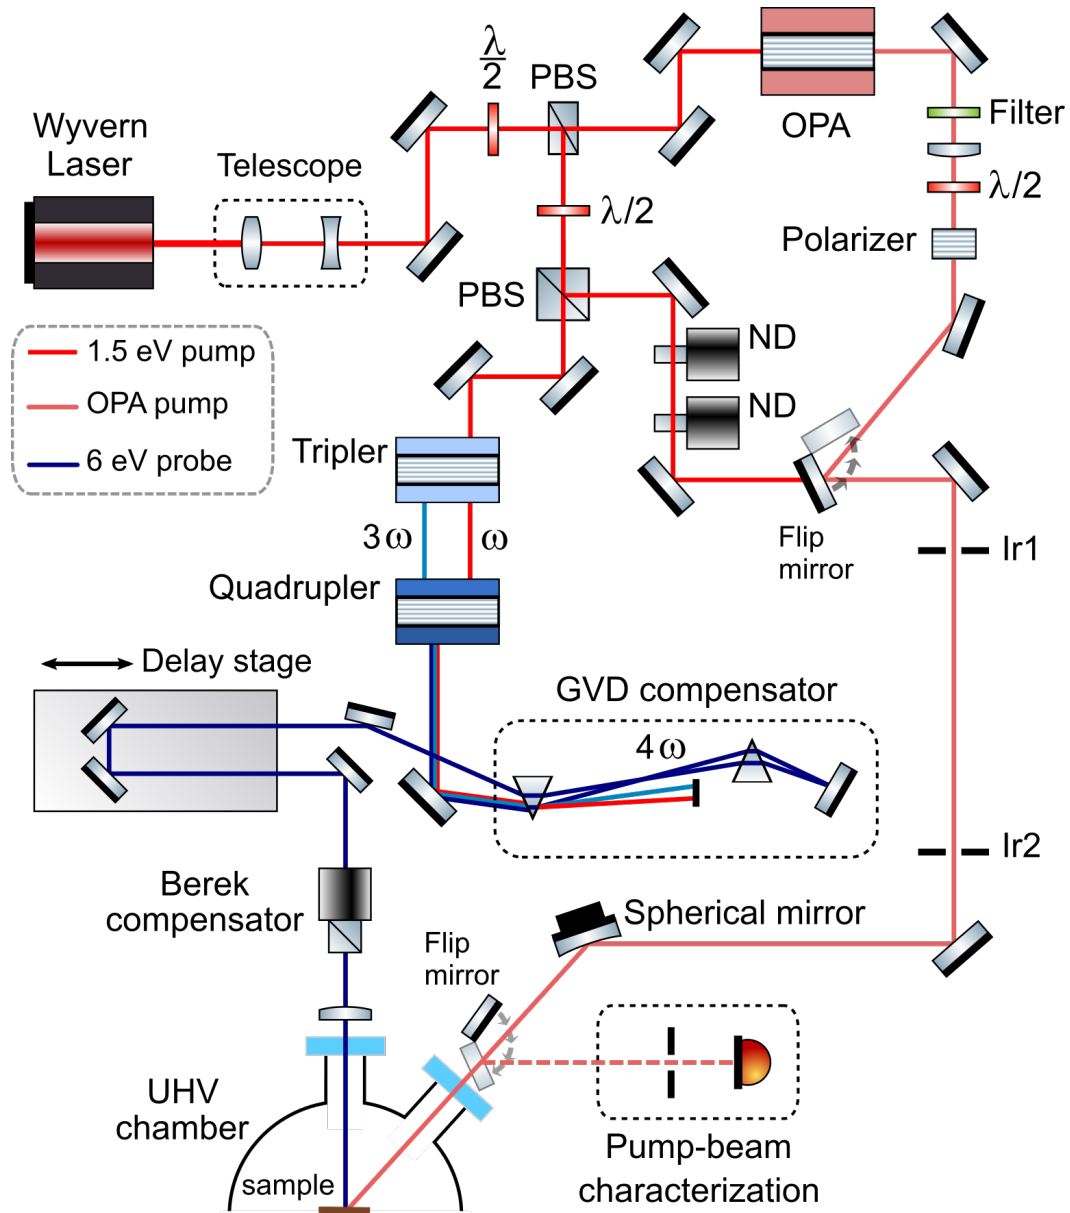 λ
2
PBS
OPA
Filter
λ/2
Polarizer
Wyvern
Laser
Telescope
λ/2
PBS
ND
ND
1.5 eV pump
OPA pump
6 eV probe
Tripler
3ω
ω
Quadrupler
Flip
mirror
Ir1
Delay stage
GVD compensator
4ω
Ir2
Berek
compensator
Spherical mirror
Flip
mirror
UHV
chamber
sample
Pump-beam
characterization